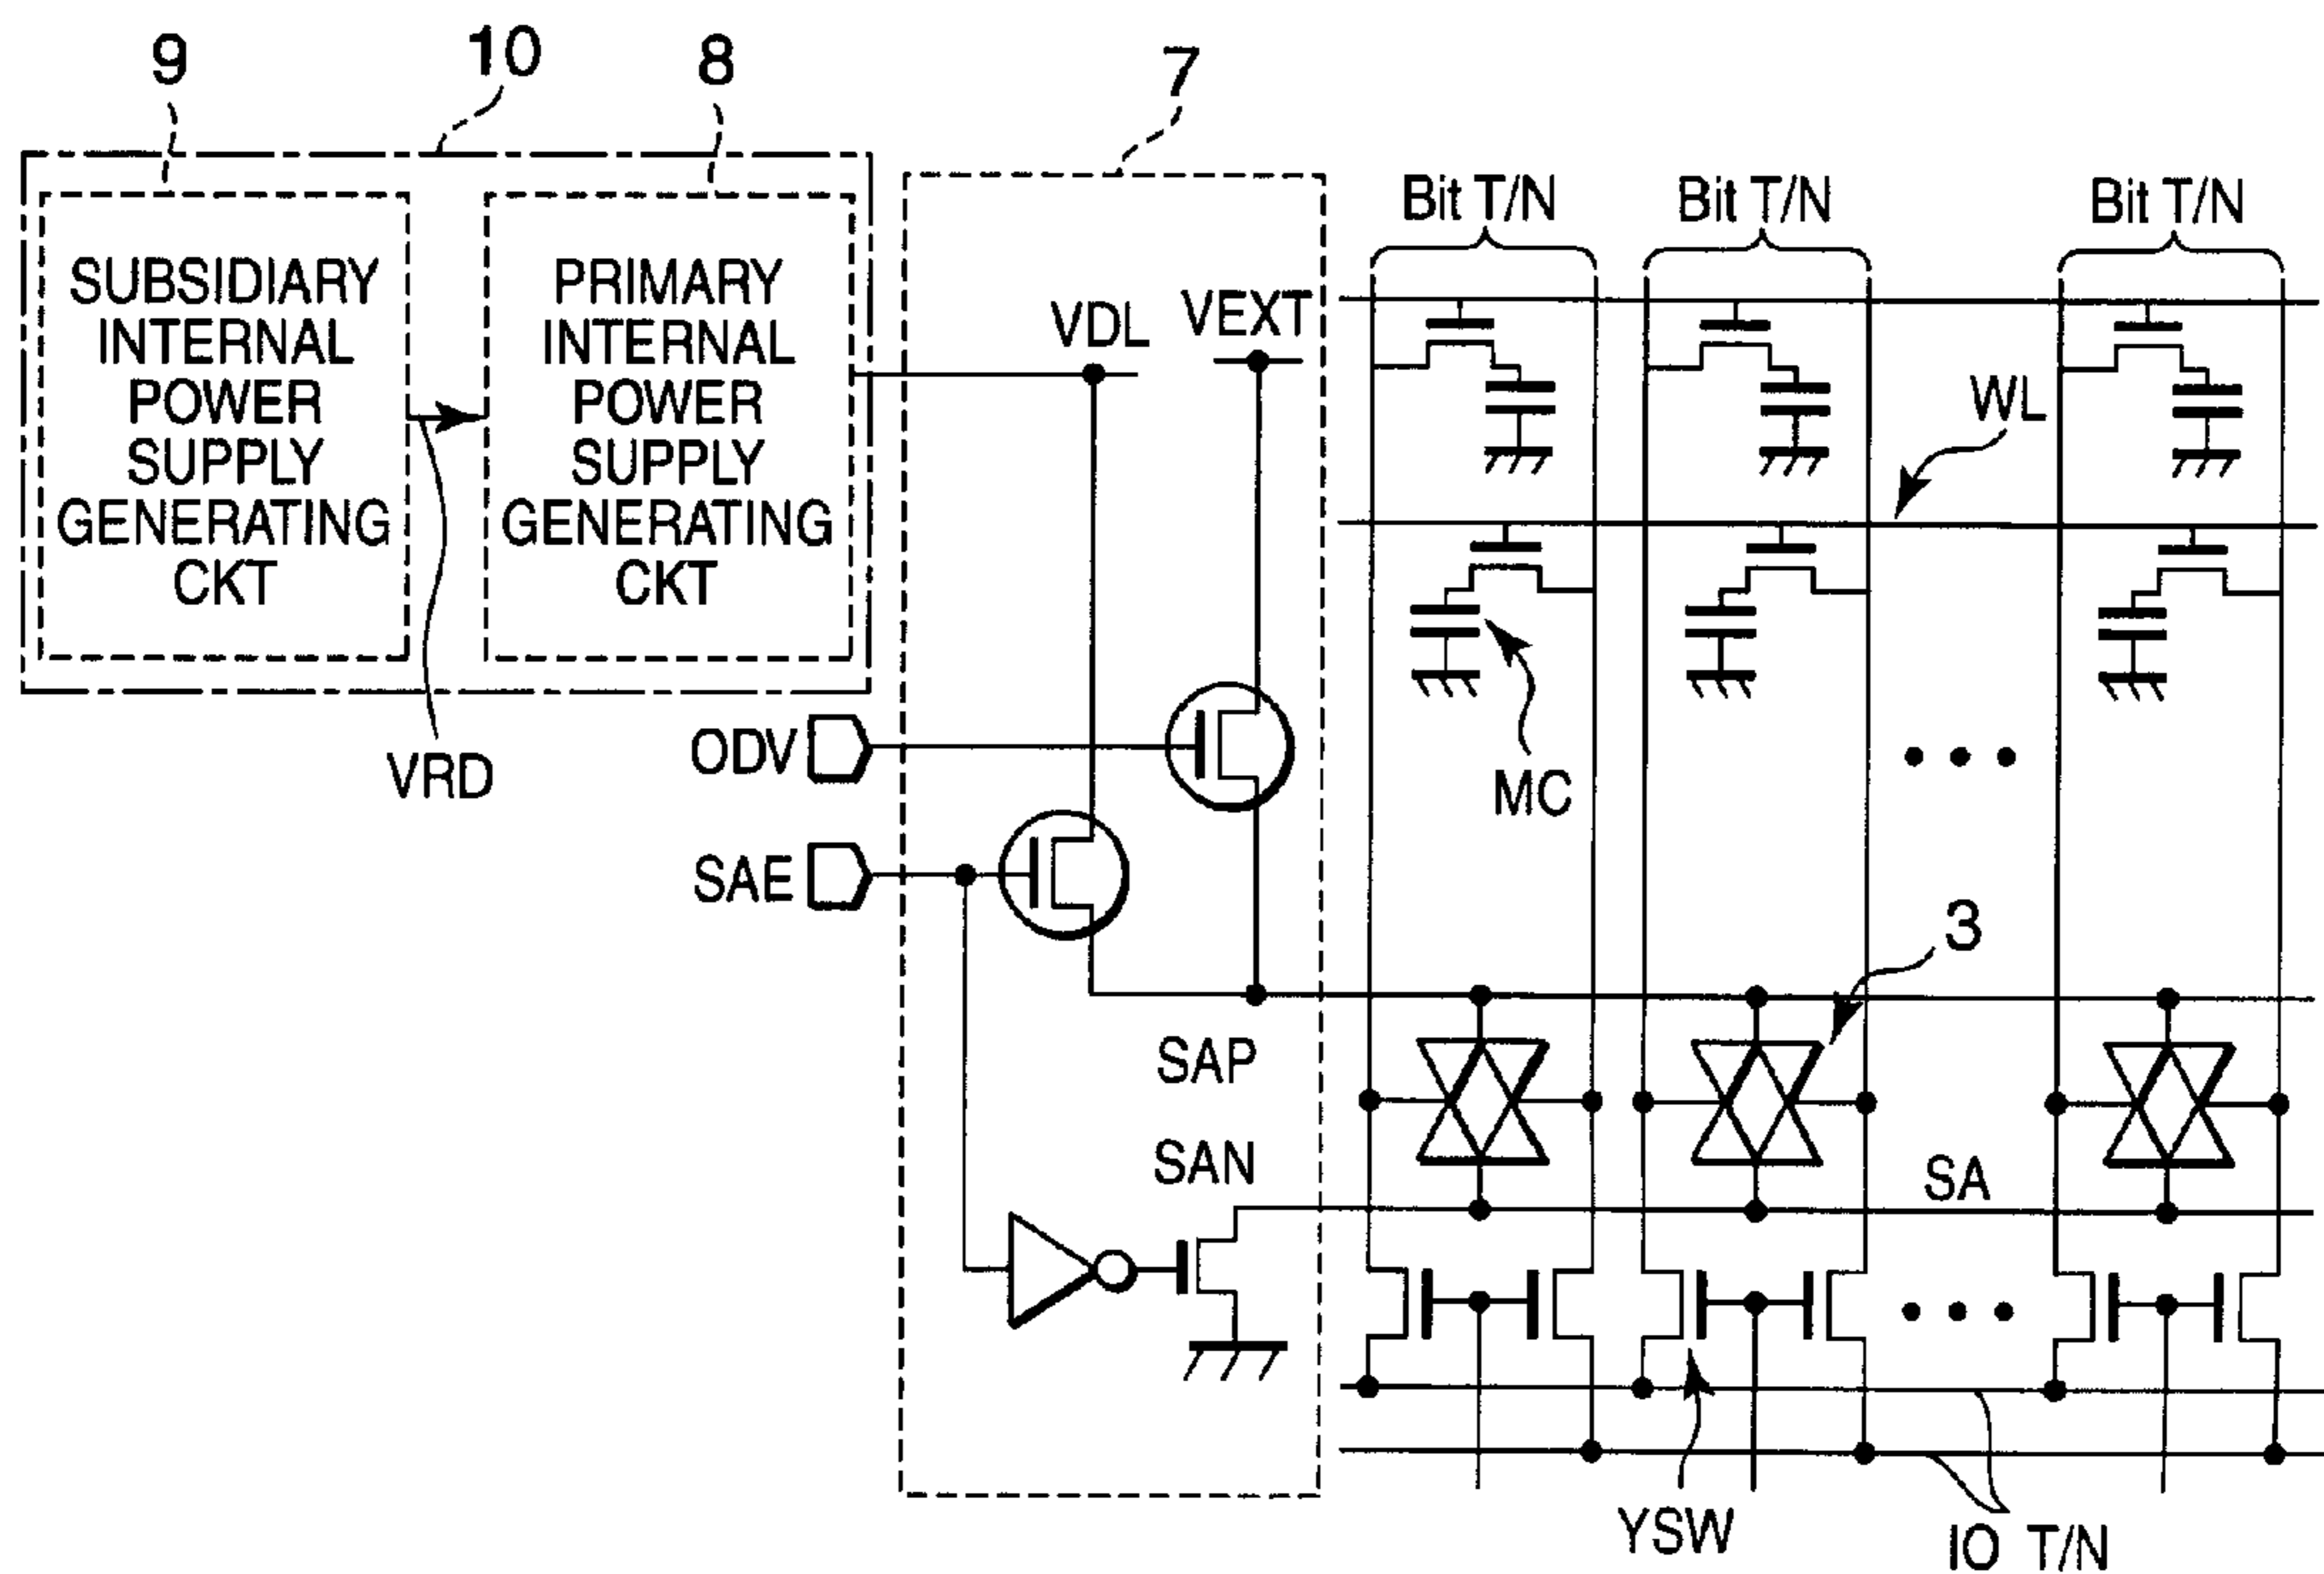 9
10
8
7
SUBSIDIARY
INTERNAL
POWER
SUPPLY
GENERATING
CKT
PRIMARY
INTERNAL
POWER
SUPPLY
GENERATING
CKT
VRD
VDL
VEXT
Bit T/N
Bit T/N
Bit T/N
WL
ODV
MC
SAE
3
SAP
SAN
SA
YSW
IO T/N